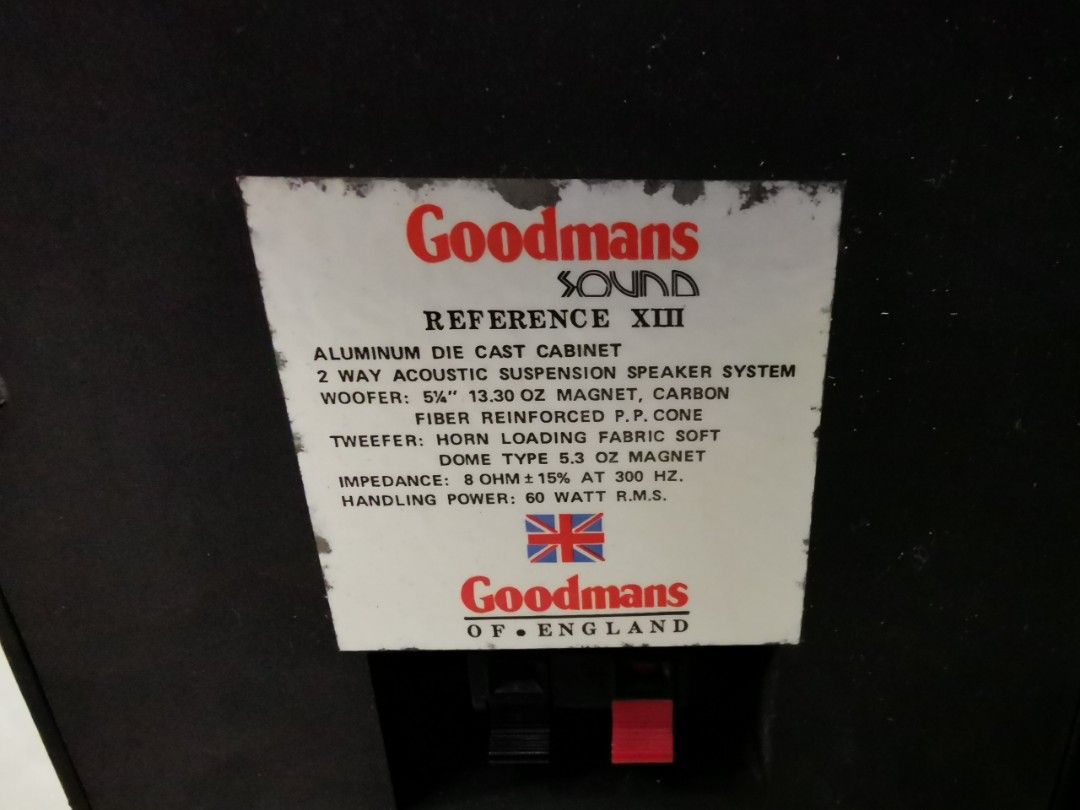 Goodmans
SOUND
REFERENCE XIII
ALUMINUM DIE CAST CABINET
2 WAY ACOUSTIC SUSPENSION SPEAKER SYSTEM
WOOFER: 5¼" 13.30 OZ MAGNET, CARBON
FIBER REINFORCED P.P. CONE
TWEEFER: HORN LOADING FABRIC SOFT
DOME TYPE 5.3 OZ MAGNET
IMPEDANCE: 8 OHM ± 15% AT 300 HZ.
HANDLING POWER: 60 WATT R.M.S.
Goodmans
OF • ENGLAND